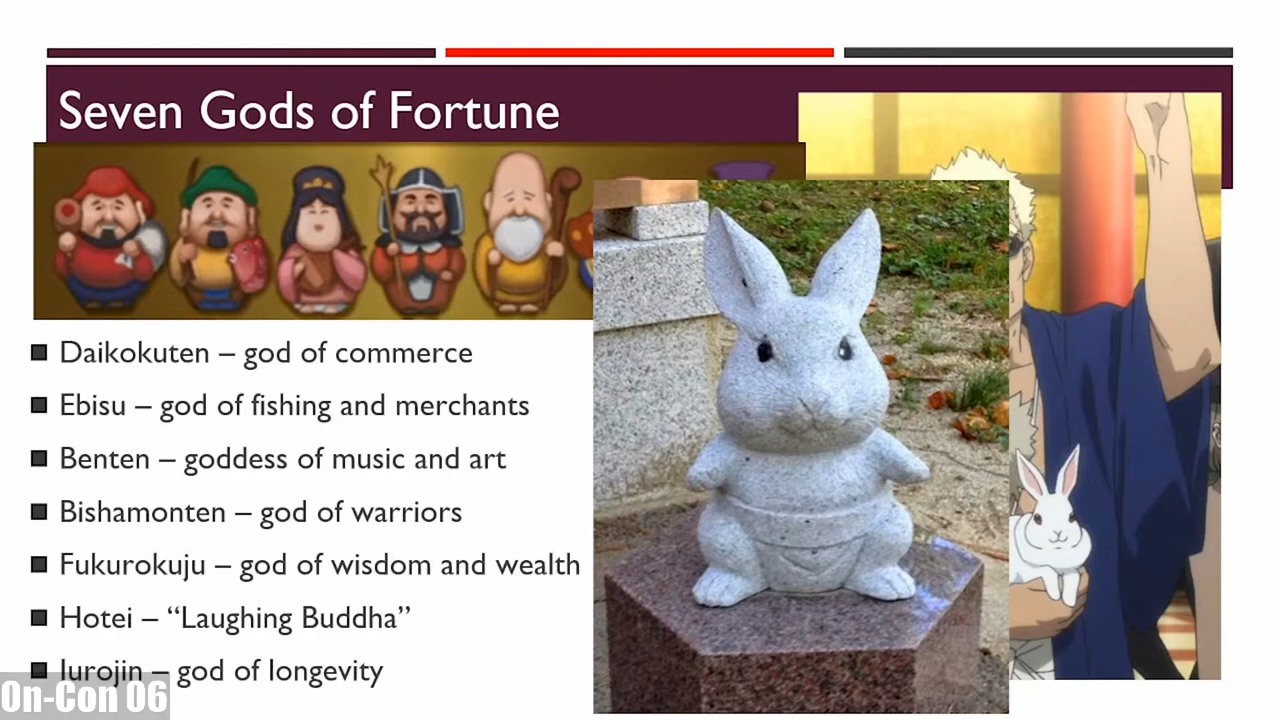 Seven Gods of Fortune
Daikokuten – god of commerce
Ebisu – god of fishing and merchants
Benten – goddess of music and art
Bishamonten – god of warriors
Fukurokuju – god of wisdom and wealth
Hotei – “Laughing Buddha”
Jurojin – god of longevity
On-Con 06